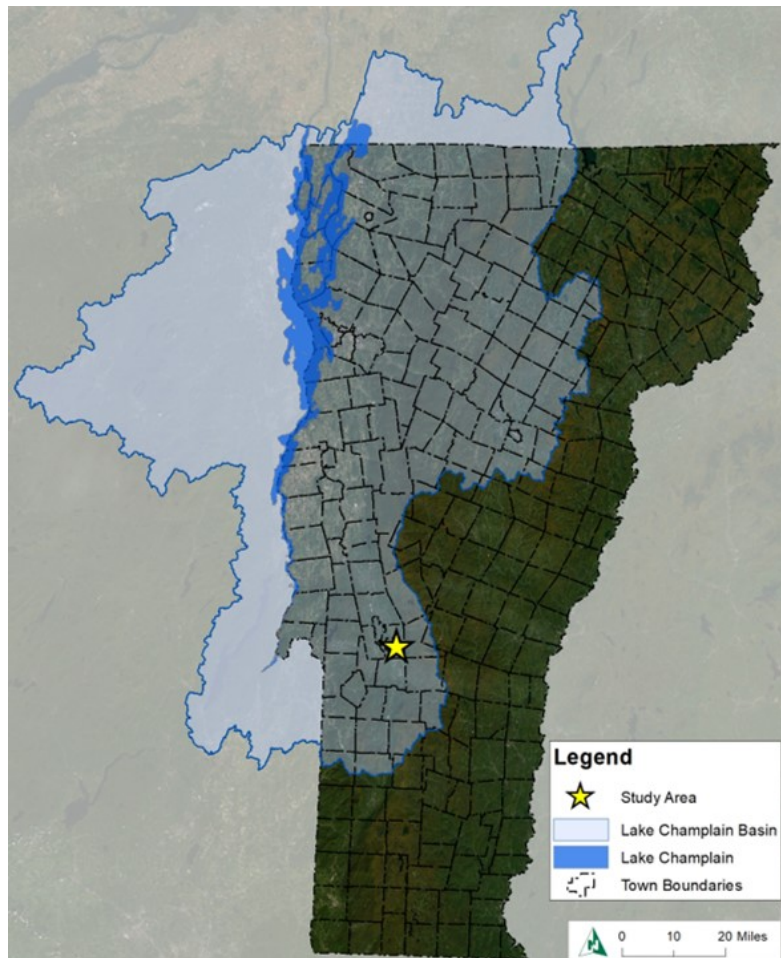 Legend
Study Area
Lake Champlain Basin
Lake Champlain
Town Boundaries
N
0 10 20 Miles